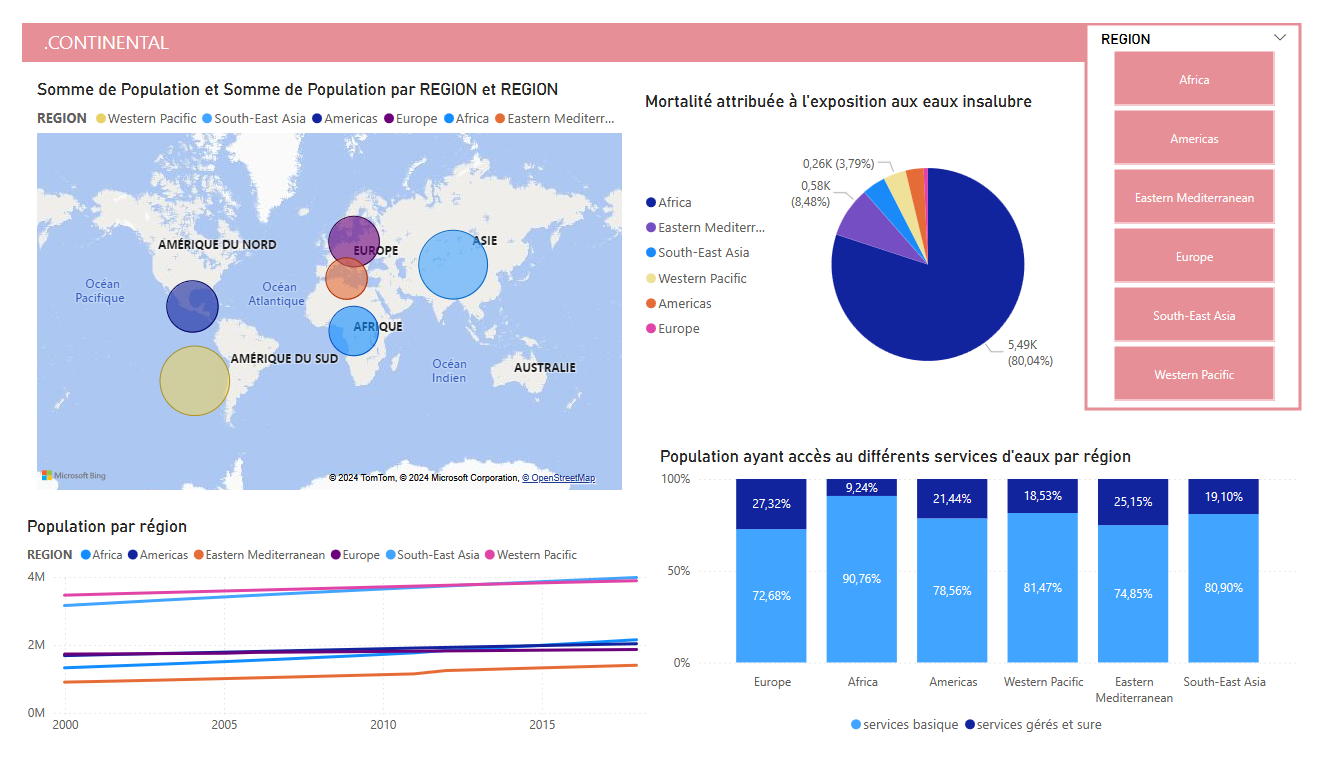 .CONTINENTAL
REGION
Africa
Americas
Eastern Mediterranean
Europe
South-East Asia
Western Pacific
Somme de Population et Somme de Population par REGION et REGION
REGION Western Pacific South-East Asia Americas Europe Africa Eastern Mediterr...
AMÉRIQUE DU NORD
EUROPE
ASIE
Océan
Pacifique
Océan
Atlantique
AFRIQUE
AMÉRIQUE DU SUD
Océan
Indien
AUSTRALIE
Microsoft Bing
© 2024 TomTom, © 2024 Microsoft Corporation, © OpenStreetMap
Mortalité attribuée à l'exposition aux eaux insalubre
Africa
Eastern Mediterr...
South-East Asia
Western Pacific
Americas
Europe
0,26K (3,79%)
0,58K
(8,48%)
5,49K
(80,04%)
Population par région
REGION Africa Americas Eastern Mediterranean Europe South-East Asia Western Pacific
4M
2M
0M
2000 2005 2010 2015
Population ayant accès au différents services d'eaux par région
100%
50%
0%
27,32% 9,24% 21,44% 18,53% 25,15% 19,10%
72,68% 90,76% 78,56% 81,47% 74,85% 80,90%
Europe Africa Americas Western Pacific Eastern South-East Asia
Mediterranean
services basique services gérés et sure